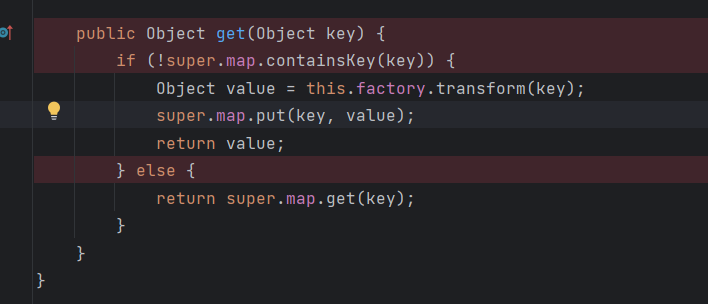 public Object get(Object key) {
if (!super.map.containsKey(key)) {
Object value = this.factory.transform(key);
super.map.put(key, value);
return value;
} else {
return super.map.get(key);
}
}
}